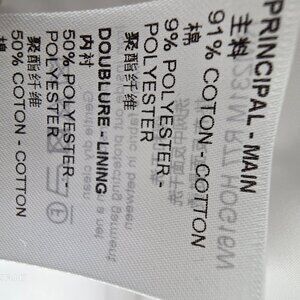 PRINCIPAL - MAIN
主料
91% COTON - COTTON
棉
9% POLYESTER -
POLYESTER
聚酯纤维
DOUBLURE - LINING
内衬
50% POLYESTER -
POLYESTER
聚酯纤维
50% COTON - COTTON
棉